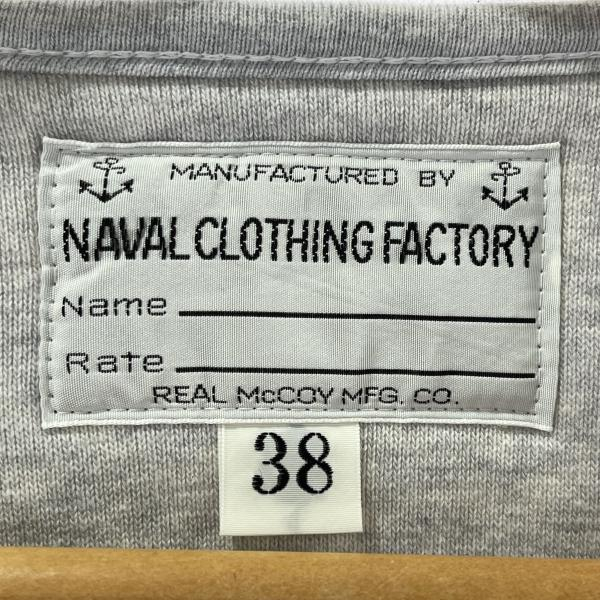 MANUFACTURED BY
NAVAL CLOTHING FACTORY
Name
Rate
REAL McCOY MFG. CO.
38